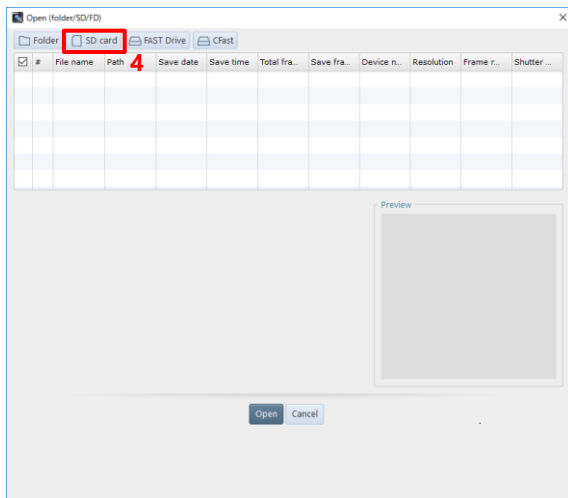 Open (folder/SD/FD)
Folder SD card FAST Drive CFast
4
# File name Path Save date Save time Total fra... Save fra... Device n... Resolution Frame r... Shutter ...
Preview
Open Cancel